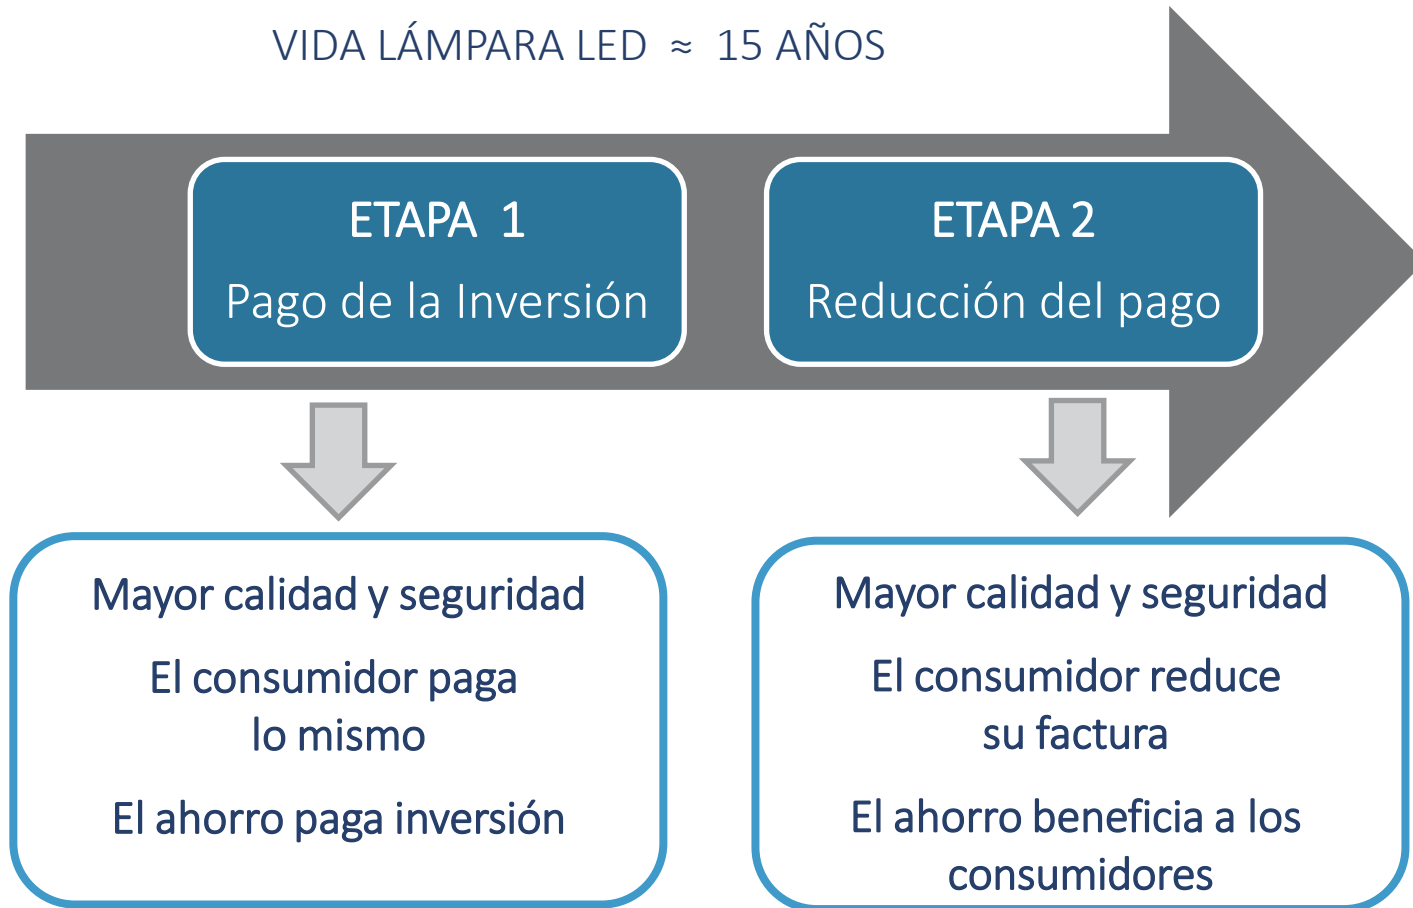 VIDA LÁMPARA LED ≈ 15 AÑOS
ETAPA 1
Pago de la Inversión
ETAPA 2
Reducción del pago
Mayor calidad y seguridad
El consumidor paga
lo mismo
El ahorro paga inversión
Mayor calidad y seguridad
El consumidor reduce
su factura
El ahorro beneficia a los
consumidores